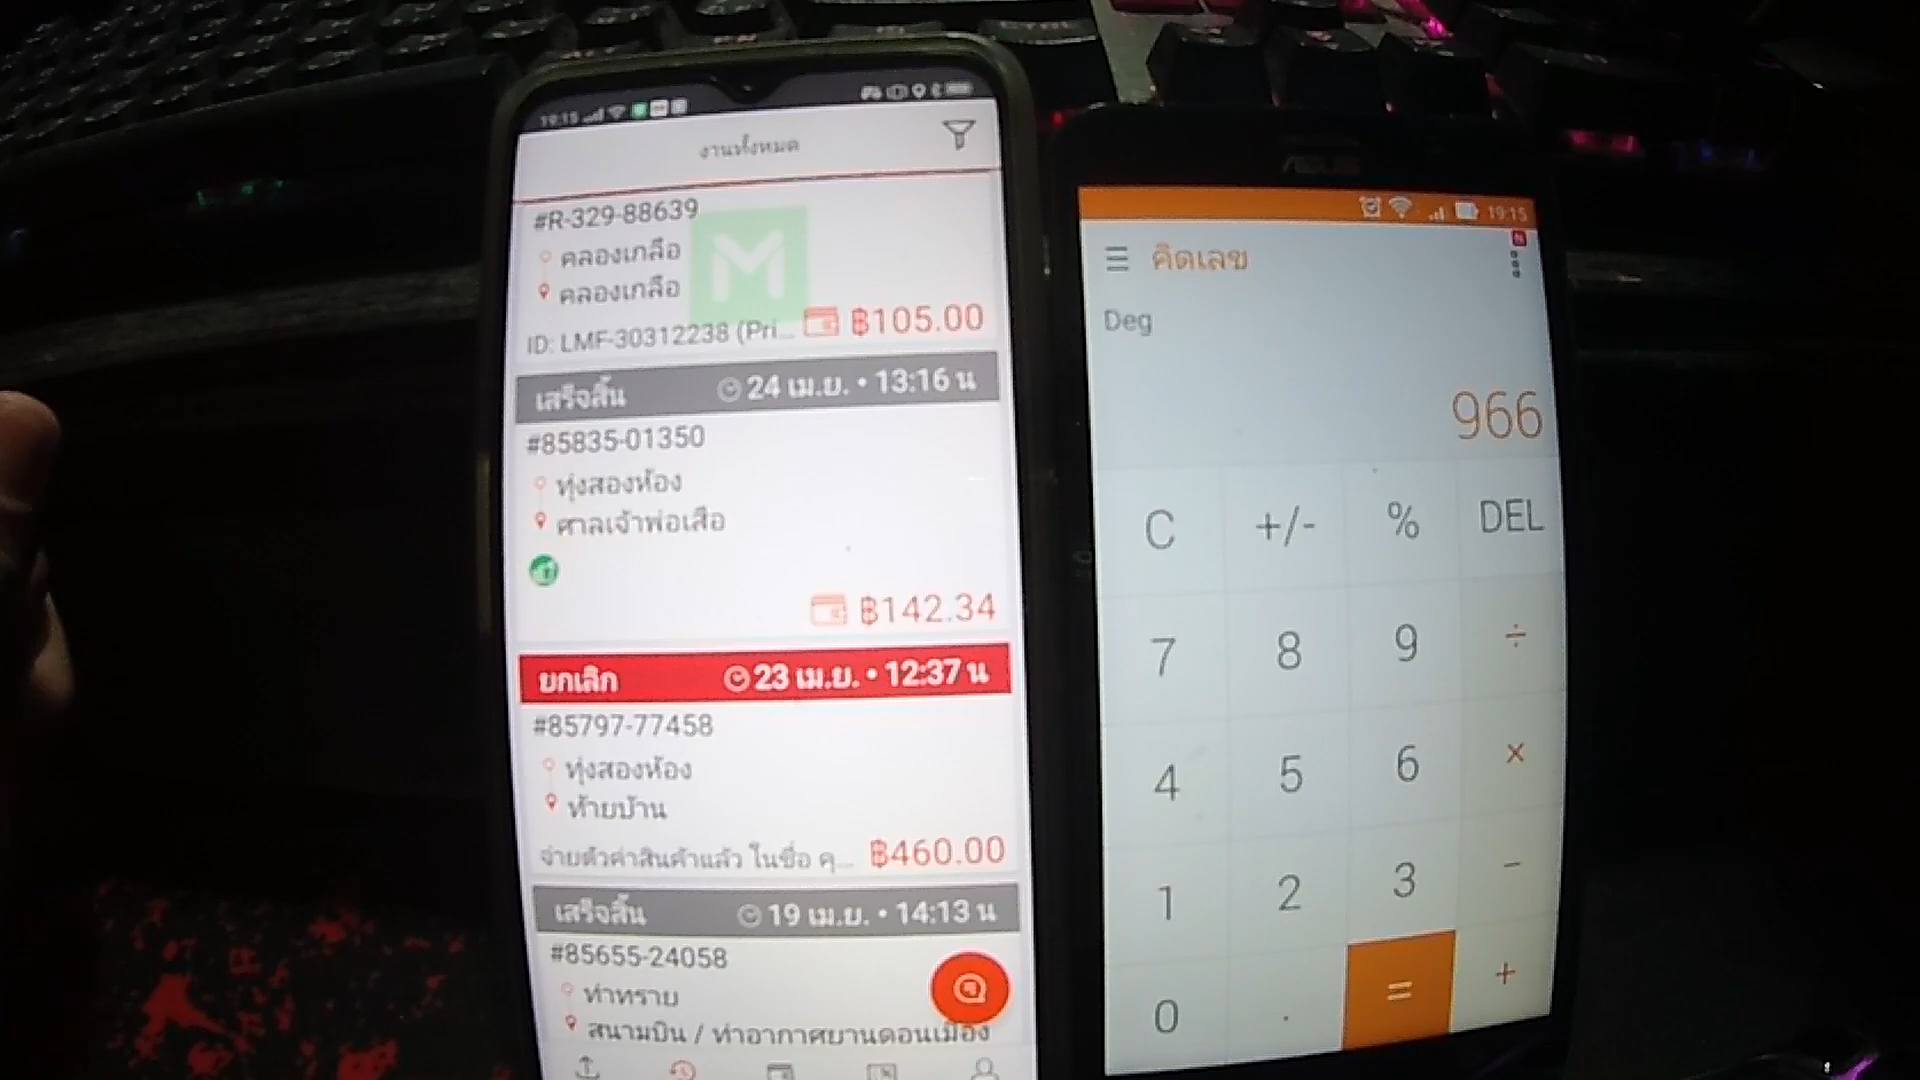 19:15
งานทั้งหมด
#R-329-88639
คลองเกลือ
คลองเกลือ
ID: LMF-30312238 (Pri... ฿105.00
เสร็จสิ้น 24 เม.ย. • 13:16 น
#85835-01350
ทุ่งสองห้อง
ศาลเจ้าพ่อเสือ
฿142.34
ยกเลิก 23 เม.ย. • 12:37 น
#85797-77458
ทุ่งสองห้อง
ท้ายบ้าน
จ่ายตัวค่าสินค้าแล้ว ในชื่อ คุ... ฿460.00
เสร็จสิ้น 19 เม.ย. • 14:13 น
#85655-24058
ท่าทราย
สนามบิน / ท่าอากาศยานดอนเมือง
ASUS
19:15
คิดเลข
Deg
966
C +/- % DEL
7 8 9 ÷
4 5 6 ×
1 2 3 −
0 . = +